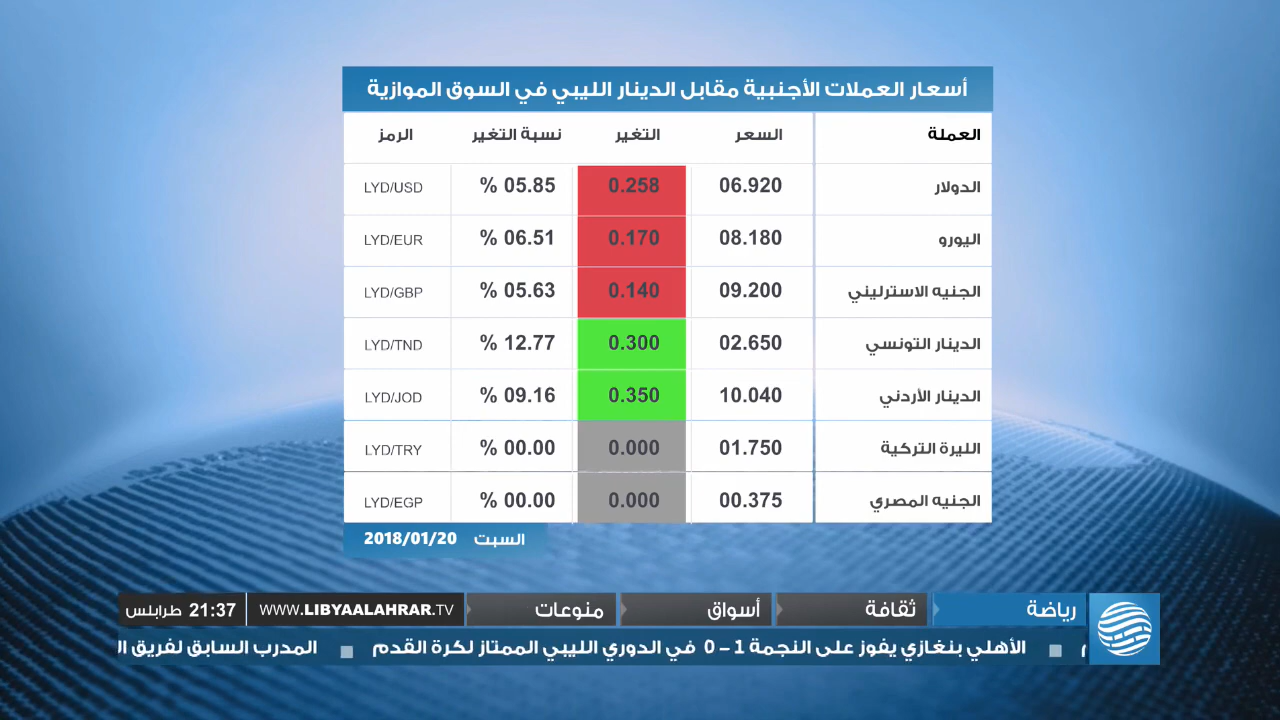 أسعار العملات الأجنبية مقابل الدينار الليبي في السوق الموازية
العملة السعر التغير نسبة التغير الرمز
الدولار 06.920 0.258 % 05.85 LYD/USD
اليورو 08.180 0.170 % 06.51 LYD/EUR
الجنيه الاسترليني 09.200 0.140 % 05.63 LYD/GBP
الدينار التونسي 02.650 0.300 % 12.77 LYD/TND
الدينار الأردني 10.040 0.350 % 09.16 LYD/JOD
الليرة التركية 01.750 0.000 % 00.00 LYD/TRY
الجنيه المصري 00.375 0.000 % 00.00 LYD/EGP
السبت 2018/01/20
رياضة ثقافة أسواق منوعات WWW.LIBYAALAHRAR.TV 21:37 طرابلس
الأهلي بنغازي يفوز على النجمة 1 - 0 في الدوري الليبي الممتاز لكرة القدم ■ المدرب السابق لفريق